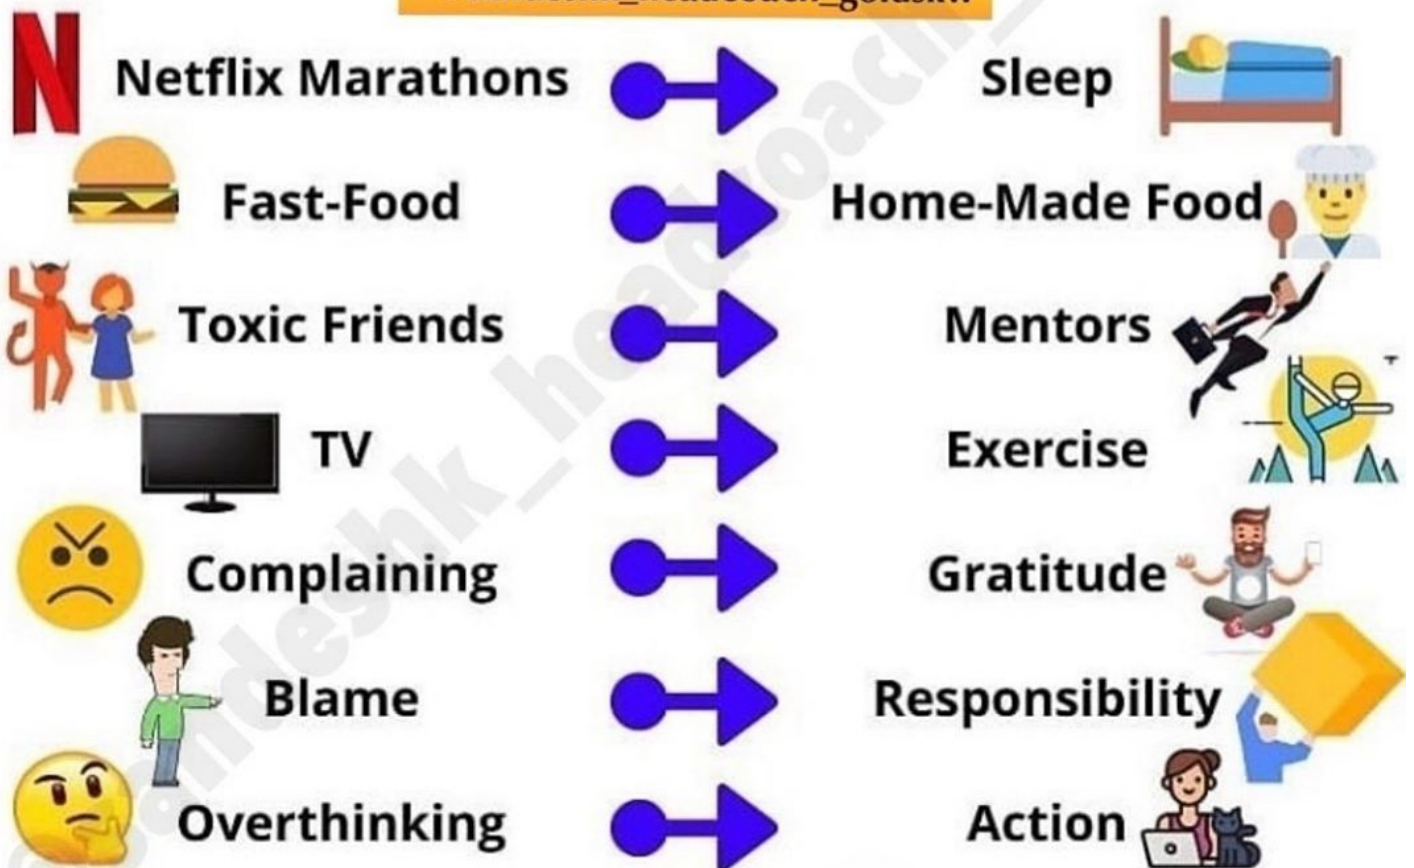 N
Netflix Marathons Sleep
Fast-Food Home-Made Food
Toxic Friends Mentors
TV Exercise
Complaining Gratitude
Blame Responsibility
Overthinking Action